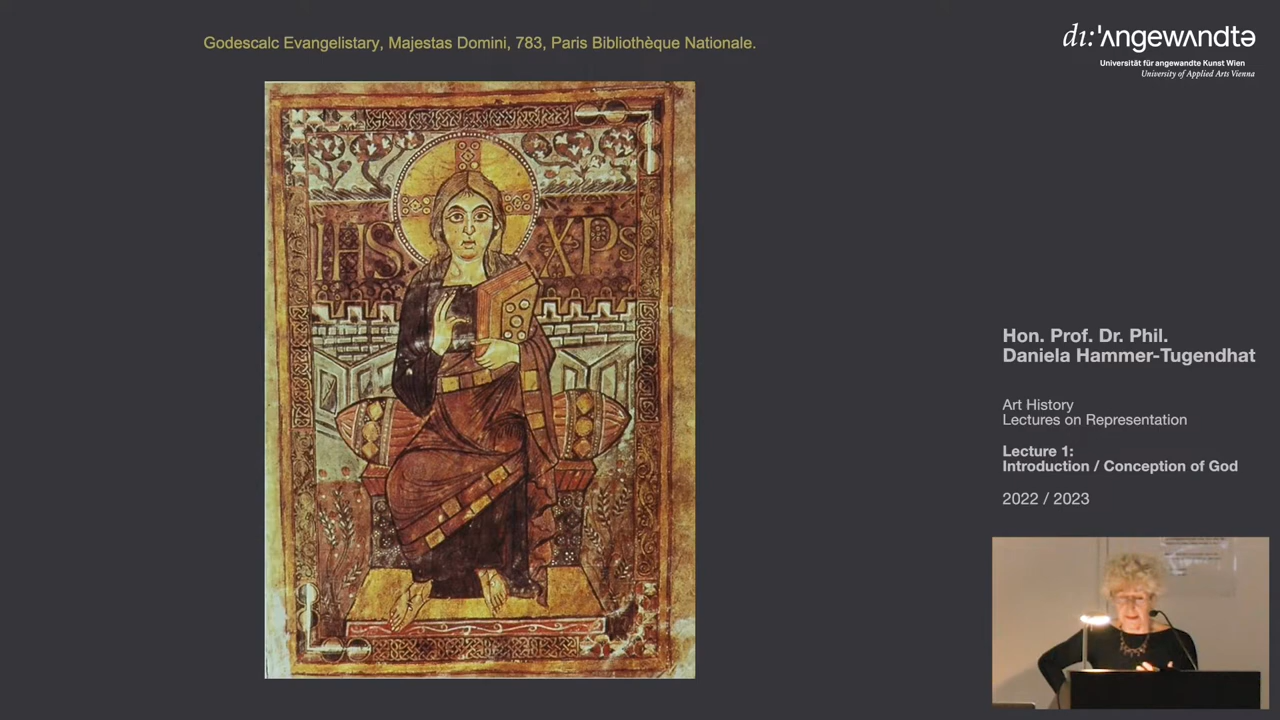 Godescalc Evangelistary, Majestas Domini, 783, Paris Bibliothèque Nationale.
dı:'ʌngewʌndtə
Universität für angewandte Kunst Wien
University of Applied Arts Vienna
IHS XPS
Hon. Prof. Dr. Phil.
Daniela Hammer-Tugendhat
Art History
Lectures on Representation
Lecture 1:
Introduction / Conception of God
2022 / 2023